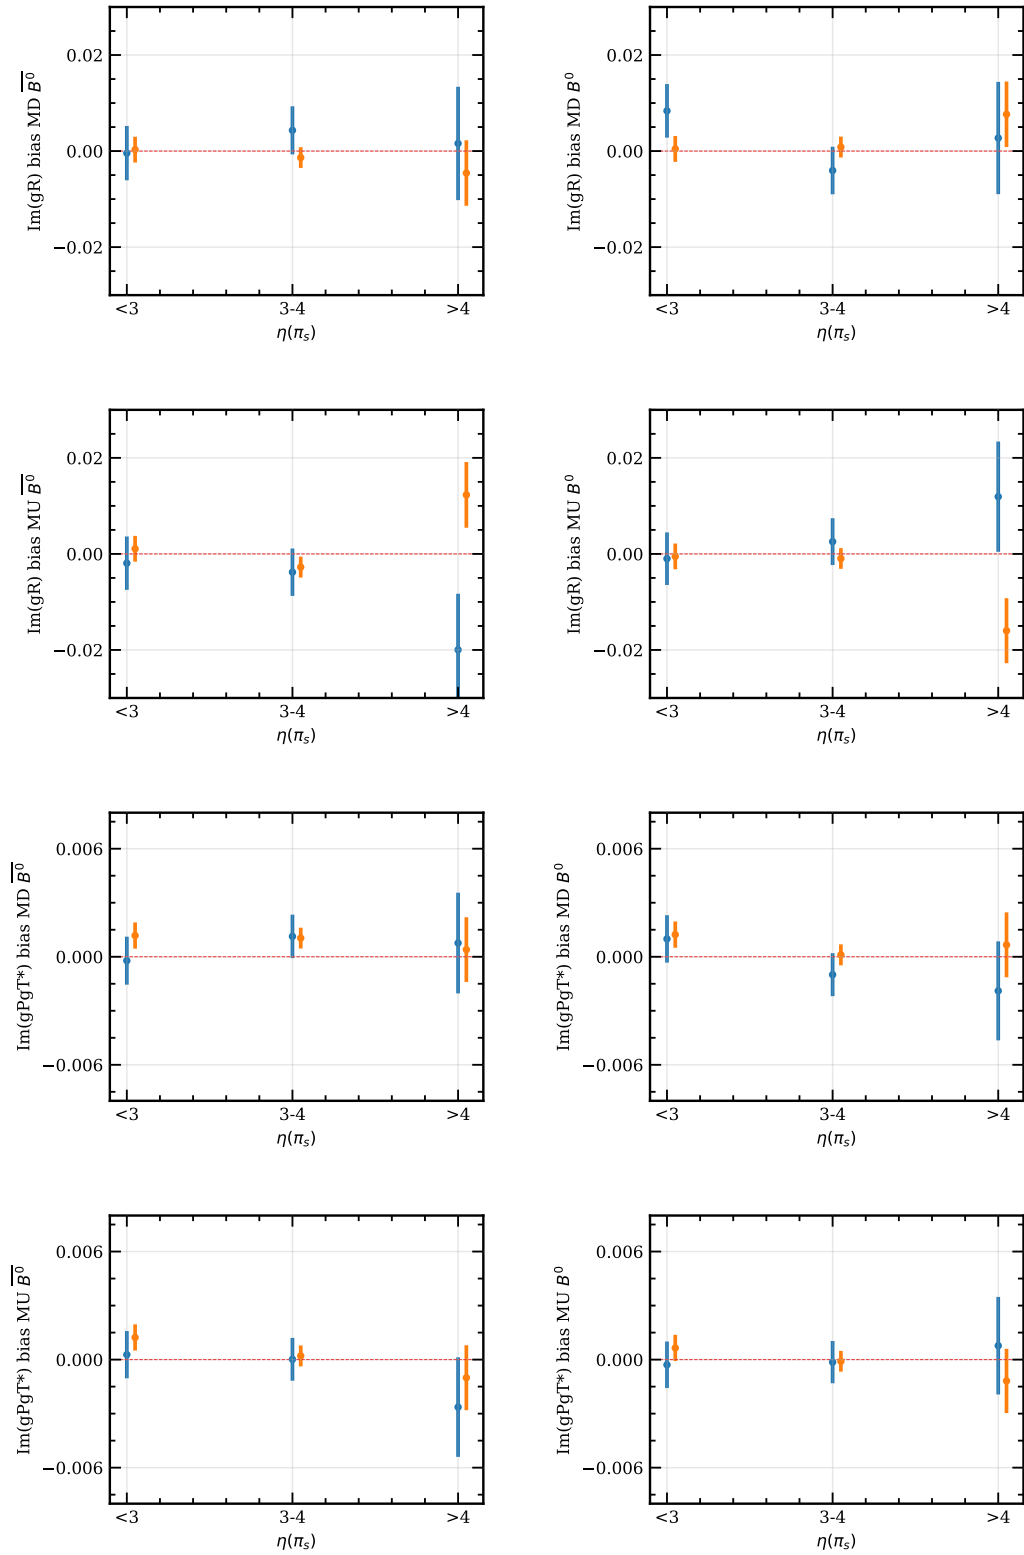 Im(gR) bias MD B̅⁰
0.02
0.00
−0.02
<3 3-4 >4
η(πₛ)
Im(gR) bias MD B⁰
0.02
0.00
−0.02
<3 3-4 >4
η(πₛ)
Im(gR) bias MU B̅⁰
0.02
0.00
−0.02
<3 3-4 >4
η(πₛ)
Im(gR) bias MU B⁰
0.02
0.00
−0.02
<3 3-4 >4
η(πₛ)
Im(gPgT*) bias MD B̅⁰
0.006
0.000
−0.006
<3 3-4 >4
η(πₛ)
Im(gPgT*) bias MD B⁰
0.006
0.000
−0.006
<3 3-4 >4
η(πₛ)
Im(gPgT*) bias MU B̅⁰
0.006
0.000
−0.006
<3 3-4 >4
η(πₛ)
Im(gPgT*) bias MU B⁰
0.006
0.000
−0.006
<3 3-4 >4
η(πₛ)